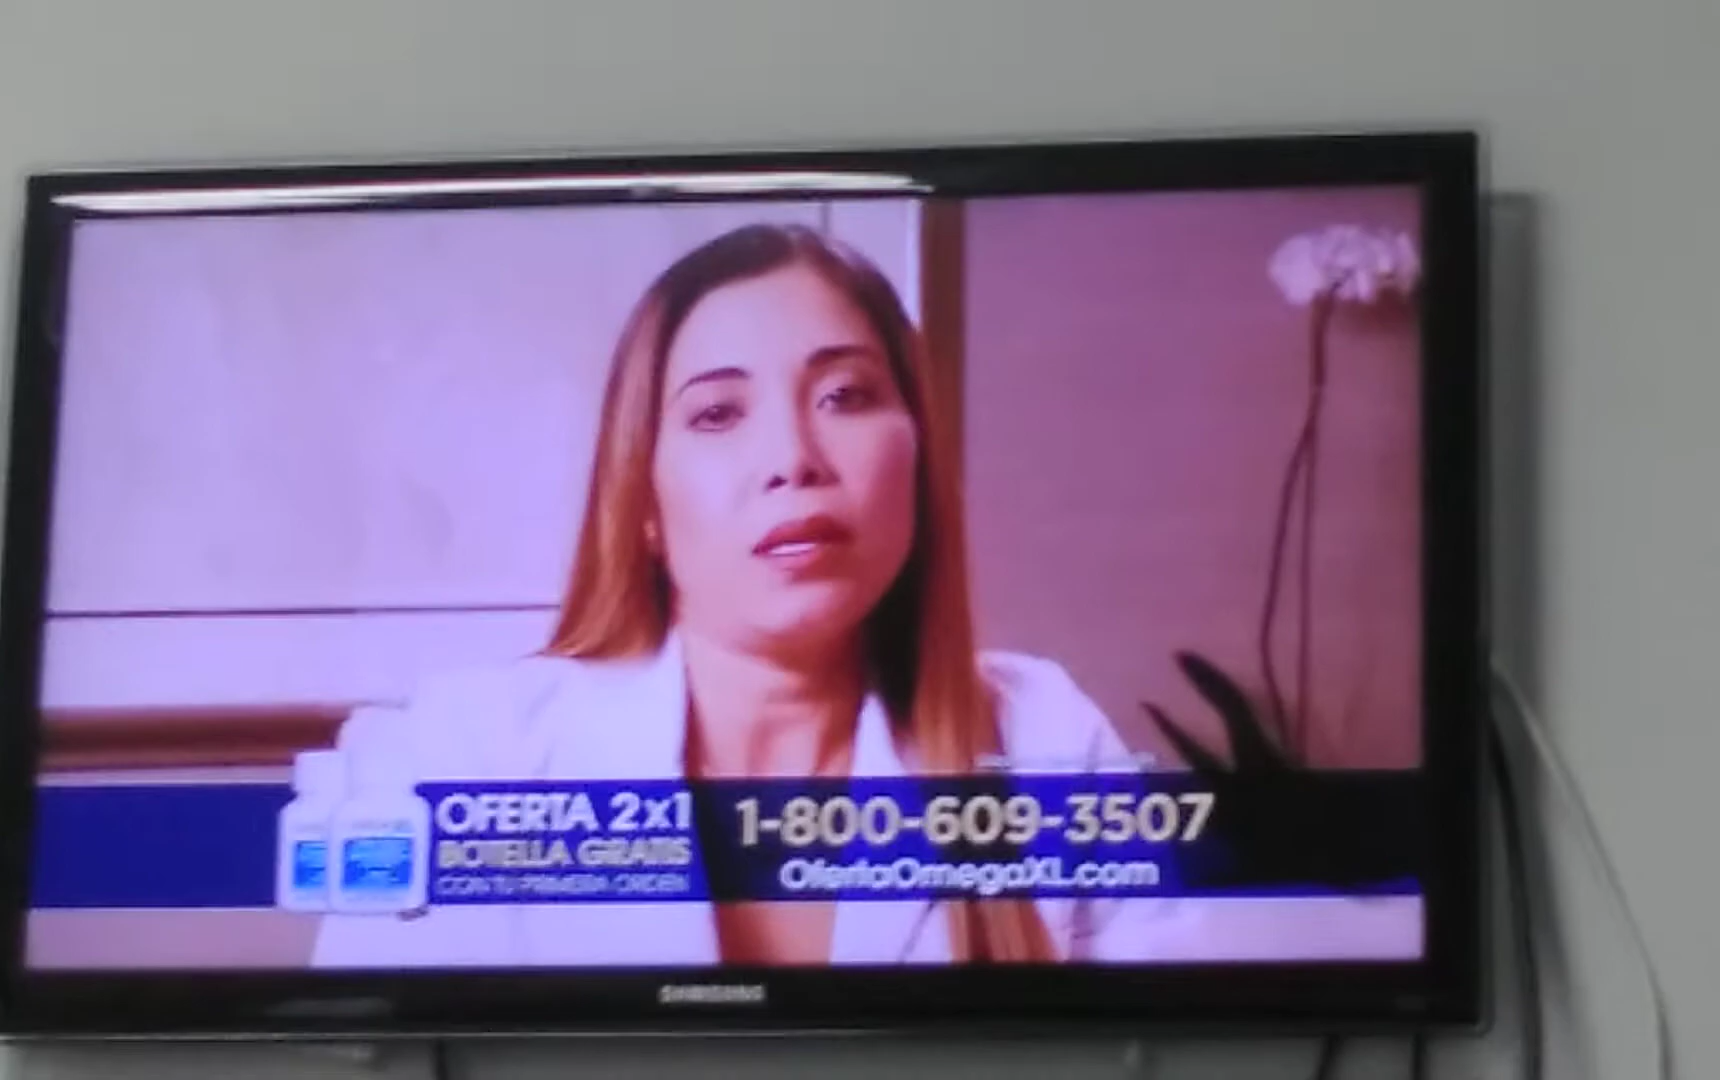 OFERTA 2x1
BOTELLA GRATIS
CON TU PRIMERA ORDEN
1-800-609-3507
OfertaOmegaXL.com
SAMSUNG